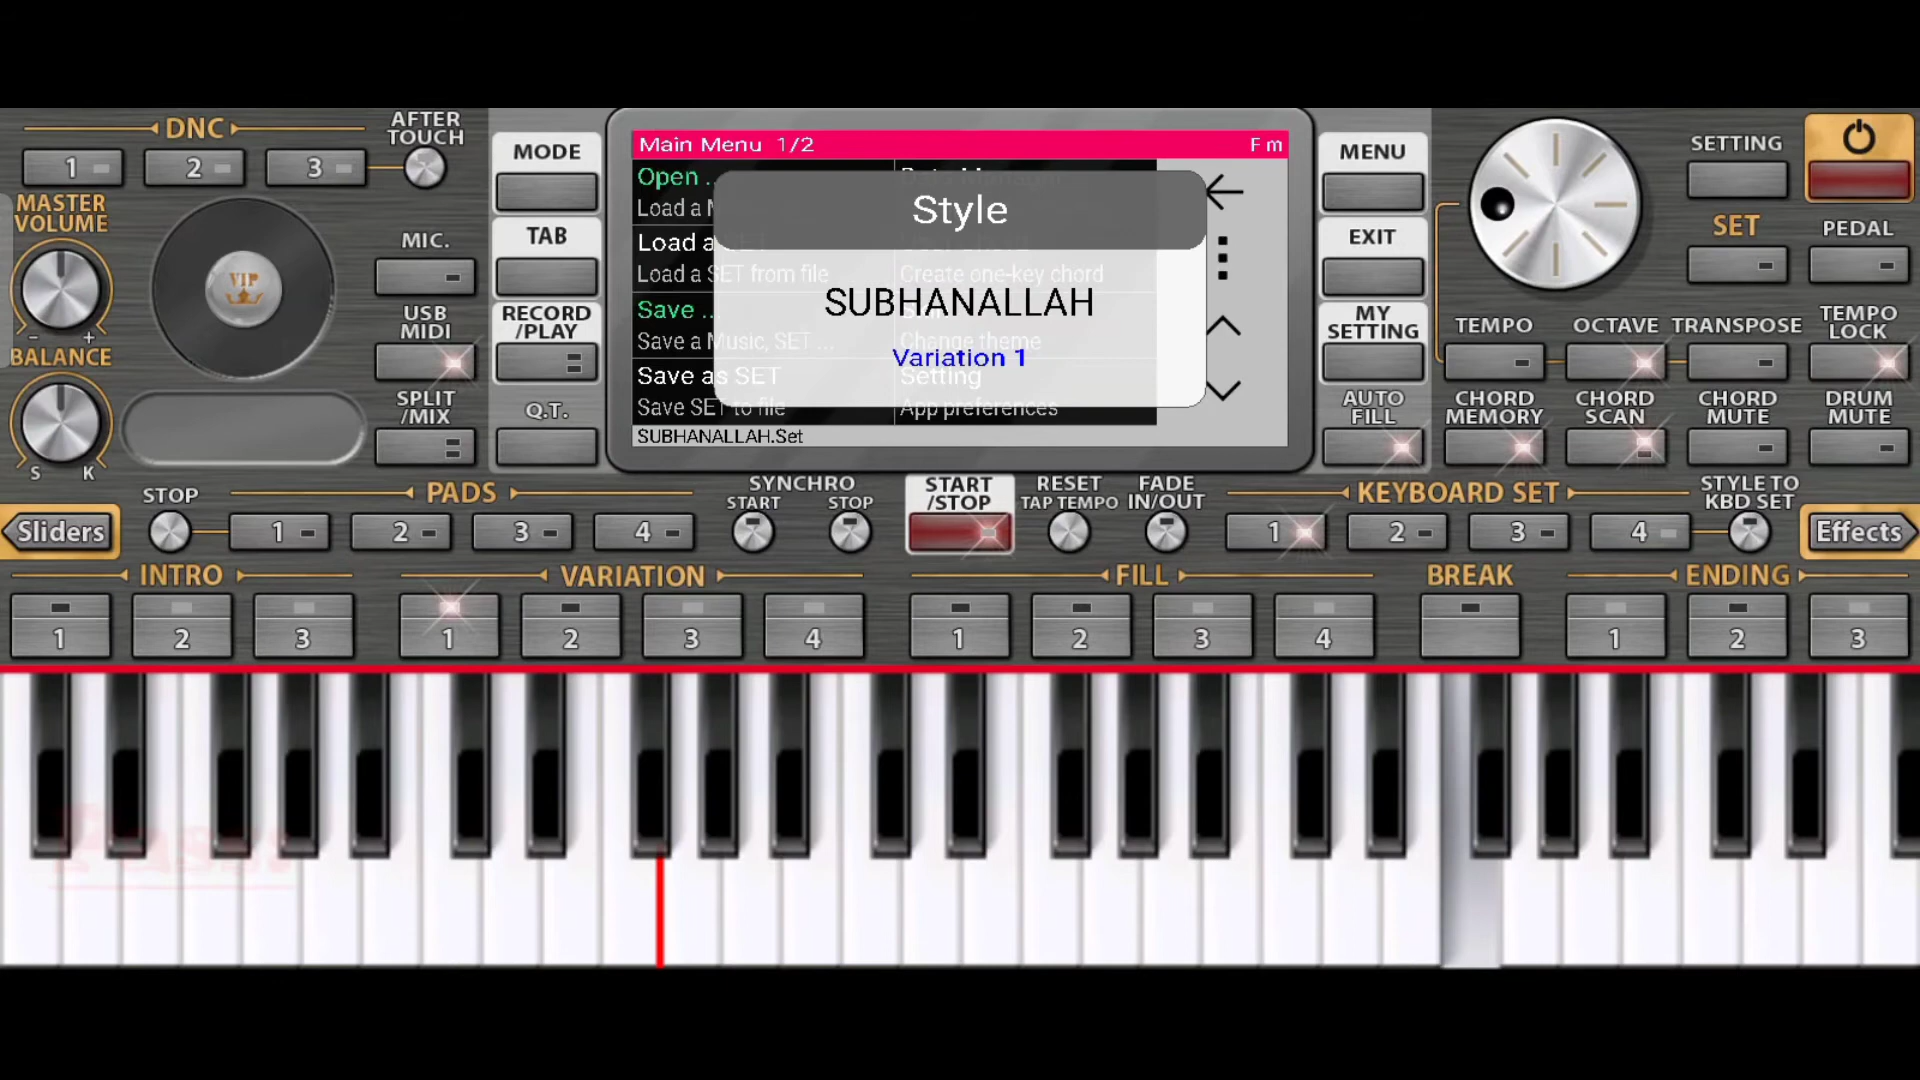 DNC
1
2
3
AFTER
TOUCH
MASTER
VOLUME
- +
BALANCE
S K
VIP
MIC.
USB
MIDI
SPLIT
/MIX
MODE
TAB
RECORD
/PLAY
Q.T.
Main Menu 1/2
Fm
Open ..
Load a
Load a SET from file
Create one-key chord
Save ..
Save a Music, SET ...
Change theme
Save as SET
Setting
Save SET to file
App preferences
SUBHANALLAH.Set
Style
SUBHANALLAH
Variation 1
MENU
EXIT
MY
SETTING
AUTO
FILL
SETTING
SET
PEDAL
TEMPO
OCTAVE
TRANSPOSE
TEMPO
LOCK
CHORD
MEMORY
CHORD
SCAN
CHORD
MUTE
DRUM
MUTE
Sliders
STOP
PADS
1
2
3
4
SYNCHRO
START
STOP
START
/STOP
RESET
TAP TEMPO
FADE
IN/OUT
KEYBOARD SET
1
2
3
4
STYLE TO
KBD SET
Effects
INTRO
1
2
3
VARIATION
1
2
3
4
FILL
1
2
3
4
BREAK
ENDING
1
2
3